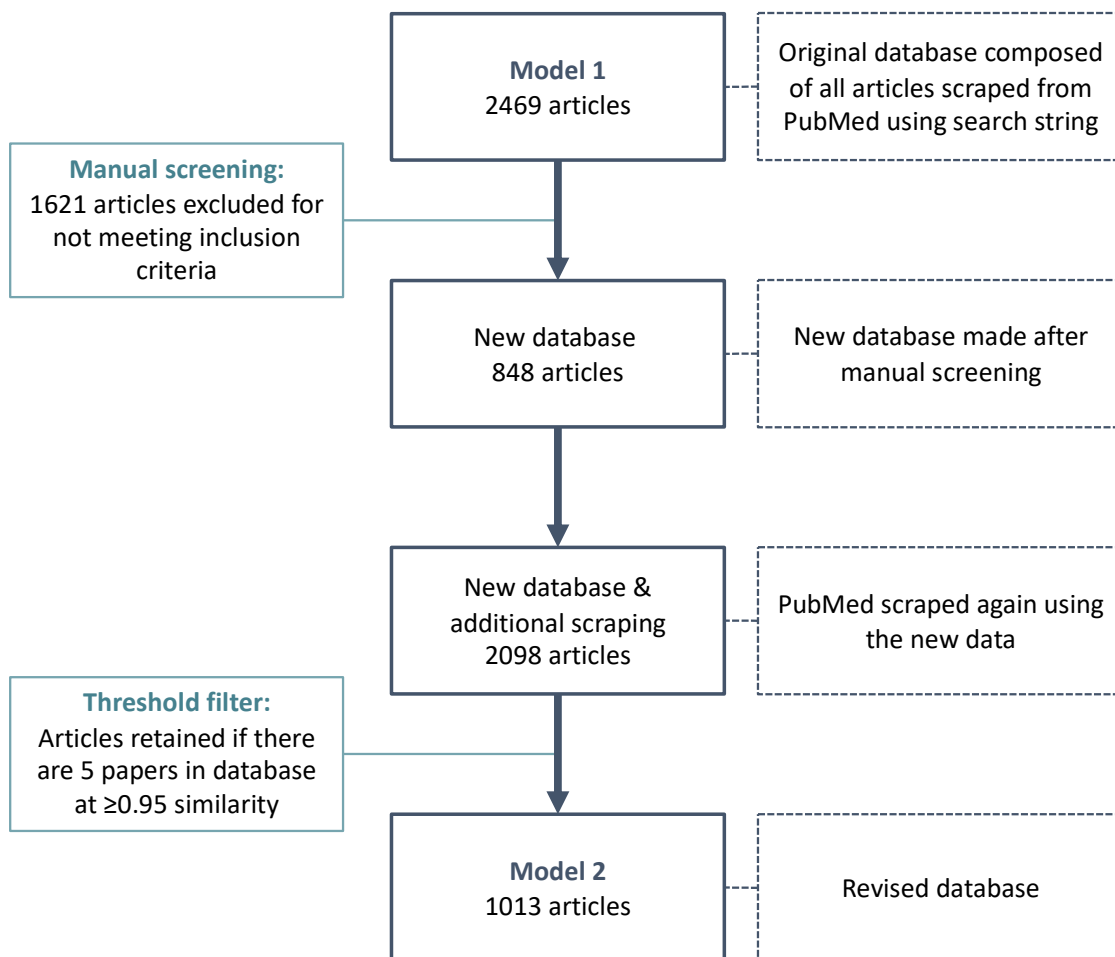 Model 1
2469 articles
Original database composed
of all articles scraped from
PubMed using search string
Manual screening:
1621 articles excluded for
not meeting inclusion
criteria
New database
848 articles
New database made after
manual screening
New database &
additional scraping
2098 articles
PubMed scraped again using
the new data
Threshold filter:
Articles retained if there
are 5 papers in database
at ≥0.95 similarity
Model 2
1013 articles
Revised database